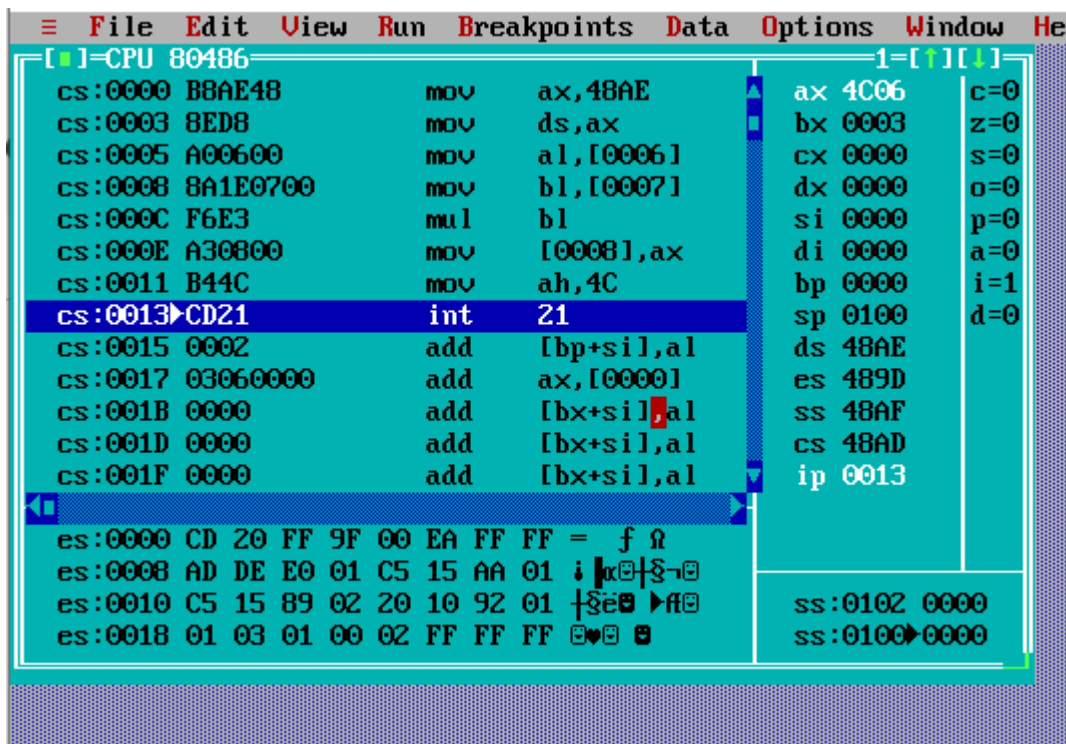 ≡ File Edit View Run Breakpoints Data Options Window He
[■]=CPU 80486 1=[↑][↓]
cs:0000 B8AE48 mov ax,48AE
cs:0003 8ED8 mov ds,ax
cs:0005 A00600 mov al,[0006]
cs:0008 8A1E0700 mov bl,[0007]
cs:000C F6E3 mul bl
cs:000E A30800 mov [0008],ax
cs:0011 B44C mov ah,4C
cs:0013►CD21 int 21
cs:0015 0002 add [bp+si],al
cs:0017 03060000 add ax,[0000]
cs:001B 0000 add [bx+si],al
cs:001D 0000 add [bx+si],al
cs:001F 0000 add [bx+si],al
es:0000 CD 20 FF 9F 00 EA FF FF = ƒ Ω
es:0008 AD DE E0 01 C5 15 AA 01 ¡▐α☺┼§¬☺
es:0010 C5 15 89 02 20 10 92 01 ┼§ë☻ ►Æ☺
es:0018 01 03 01 00 02 FF FF FF ☺♥☺ ☻
ax 4C06 c=0
bx 0003 z=0
cx 0000 s=0
dx 0000 o=0
si 0000 p=0
di 0000 a=0
bp 0000 i=1
sp 0100 d=0
ds 48AE
es 489D
ss 48AF
cs 48AD
ip 0013
ss:0102 0000
ss:0100►0000